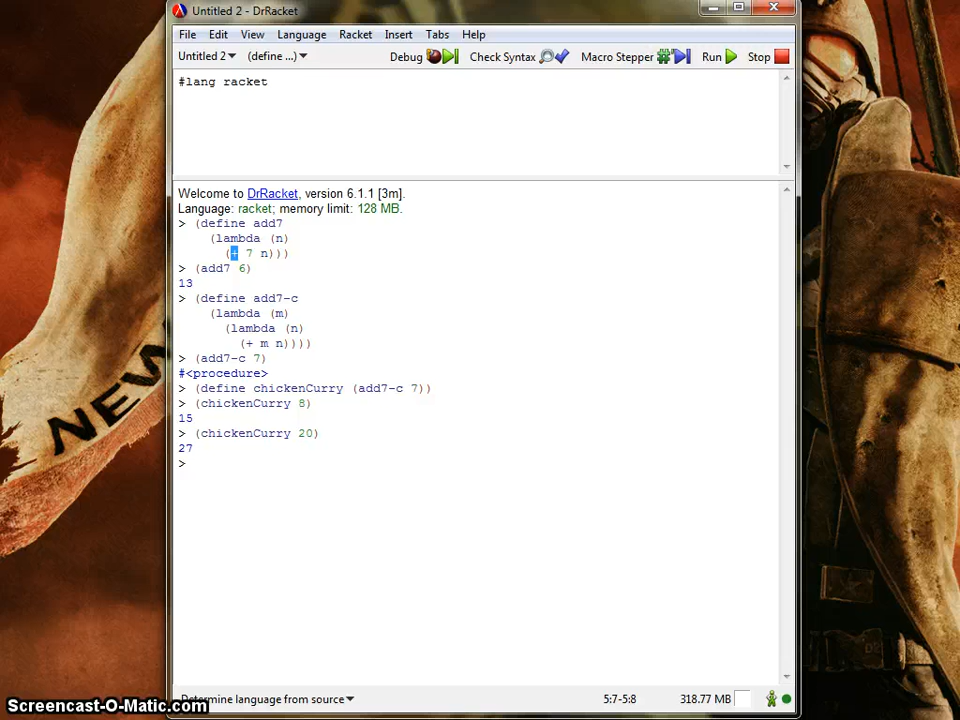 Untitled 2 - DrRacket
File Edit View Language Racket Insert Tabs Help
Untitled 2 (define ...) Debug Check Syntax Macro Stepper Run Stop
#lang racket
Welcome to DrRacket, version 6.1.1 [3m].
Language: racket; memory limit: 128 MB.
> (define add7
(lambda (n)
(+ 7 n)))
> (add7 6)
13
> (define add7-c
(lambda (m)
(lambda (n)
(+ m n))))
> (add7-c 7)
#<procedure>
> (define chickenCurry (add7-c 7))
> (chickenCurry 8)
15
> (chickenCurry 20)
27
>
NEW
Determine language from source 5:7-5:8 318.77 MB
Screencast-O-Matic.com